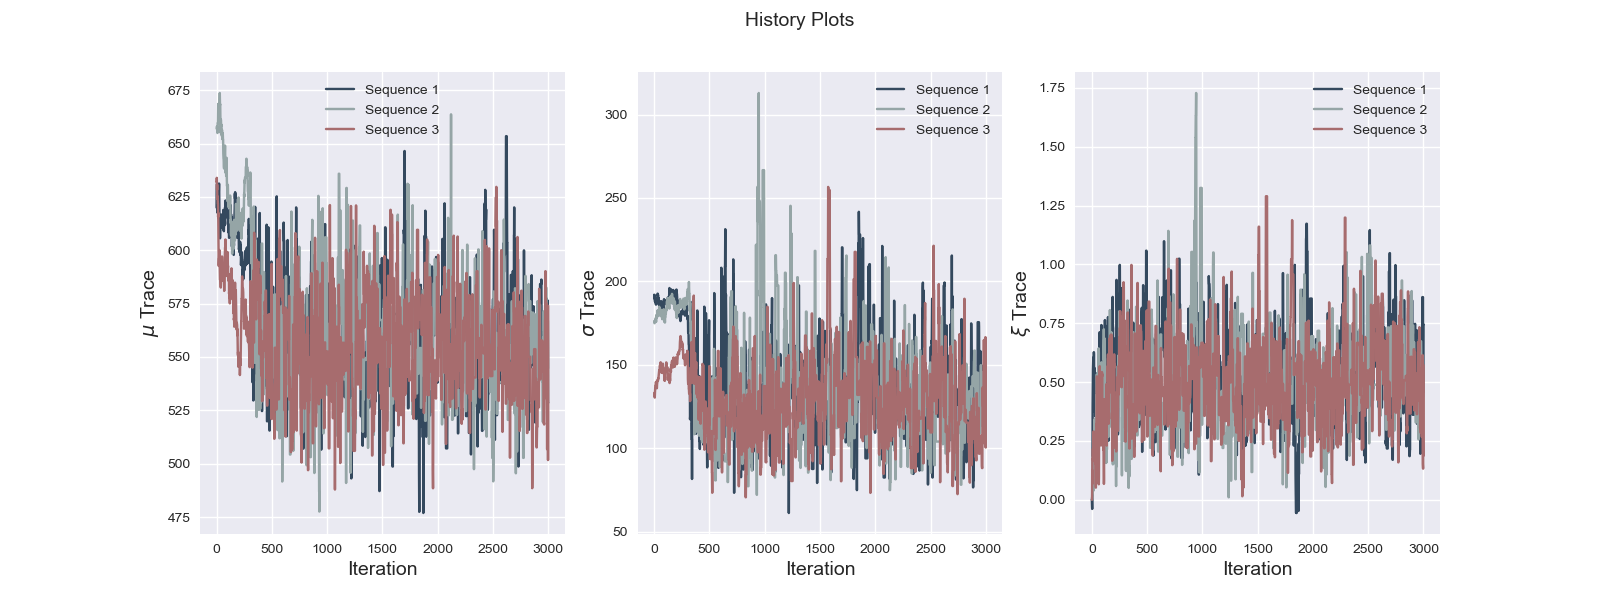 History Plots
μ Trace
675
650
625
600
575
550
525
500
475
0 500 1000 1500 2000 2500 3000
Iteration
Sequence 1
Sequence 2
Sequence 3
σ Trace
300
250
200
150
100
50
0 500 1000 1500 2000 2500 3000
Iteration
Sequence 1
Sequence 2
Sequence 3
ξ Trace
1.75
1.50
1.25
1.00
0.75
0.50
0.25
0.00
0 500 1000 1500 2000 2500 3000
Iteration
Sequence 1
Sequence 2
Sequence 3